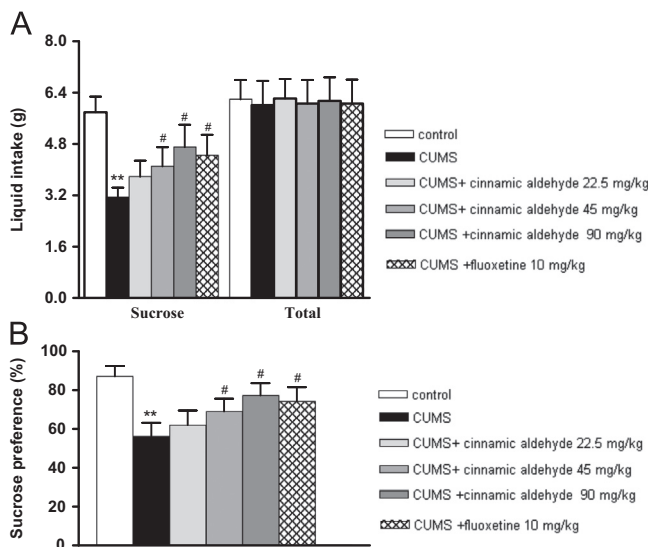 A
8.0
6.4
4.8
3.2
1.6
0.0
Liquid intake (g)
**
#
#
#
Sucrose
Total
control
CUMS
CUMS+ cinnamic aldehyde 22.5 mg/kg
CUMS+ cinnamic aldehyde 45 mg/kg
CUMS +cinnamic aldehyde 90 mg/kg
CUMS +fluoxetine 10 mg/kg
B
100
80
60
40
20
0
Sucrose preference (%)
**
#
#
#
control
CUMS
CUMS+ cinnamic aldehyde 22.5 mg/kg
CUMS+ cinnamic aldehyde 45 mg/kg
CUMS +cinnamic aldehyde 90 mg/kg
CUMS +fluoxetine 10 mg/kg